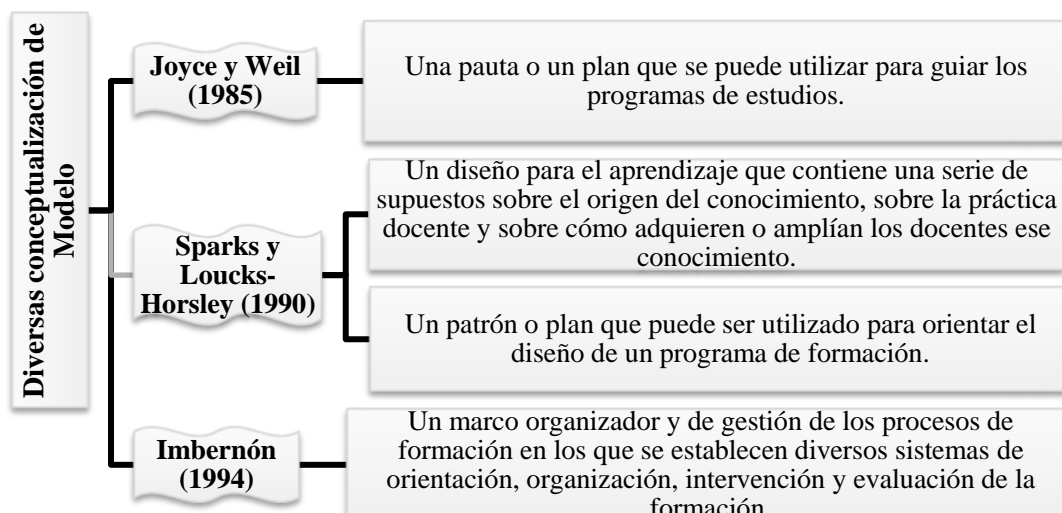 Diversas conceptualización de
Modelo
Joyce y Weil
(1985)
Una pauta o un plan que se puede utilizar para guiar los
programas de estudios.
Sparks y
Loucks-
Horsley (1990)
Un diseño para el aprendizaje que contiene una serie de
supuestos sobre el origen del conocimiento, sobre la práctica
docente y sobre cómo adquieren o amplían los docentes ese
conocimiento.
Un patrón o plan que puede ser utilizado para orientar el
diseño de un programa de formación.
Imbernón
(1994)
Un marco organizador y de gestión de los procesos de
formación en los que se establecen diversos sistemas de
orientación, organización, intervención y evaluación de la
formación